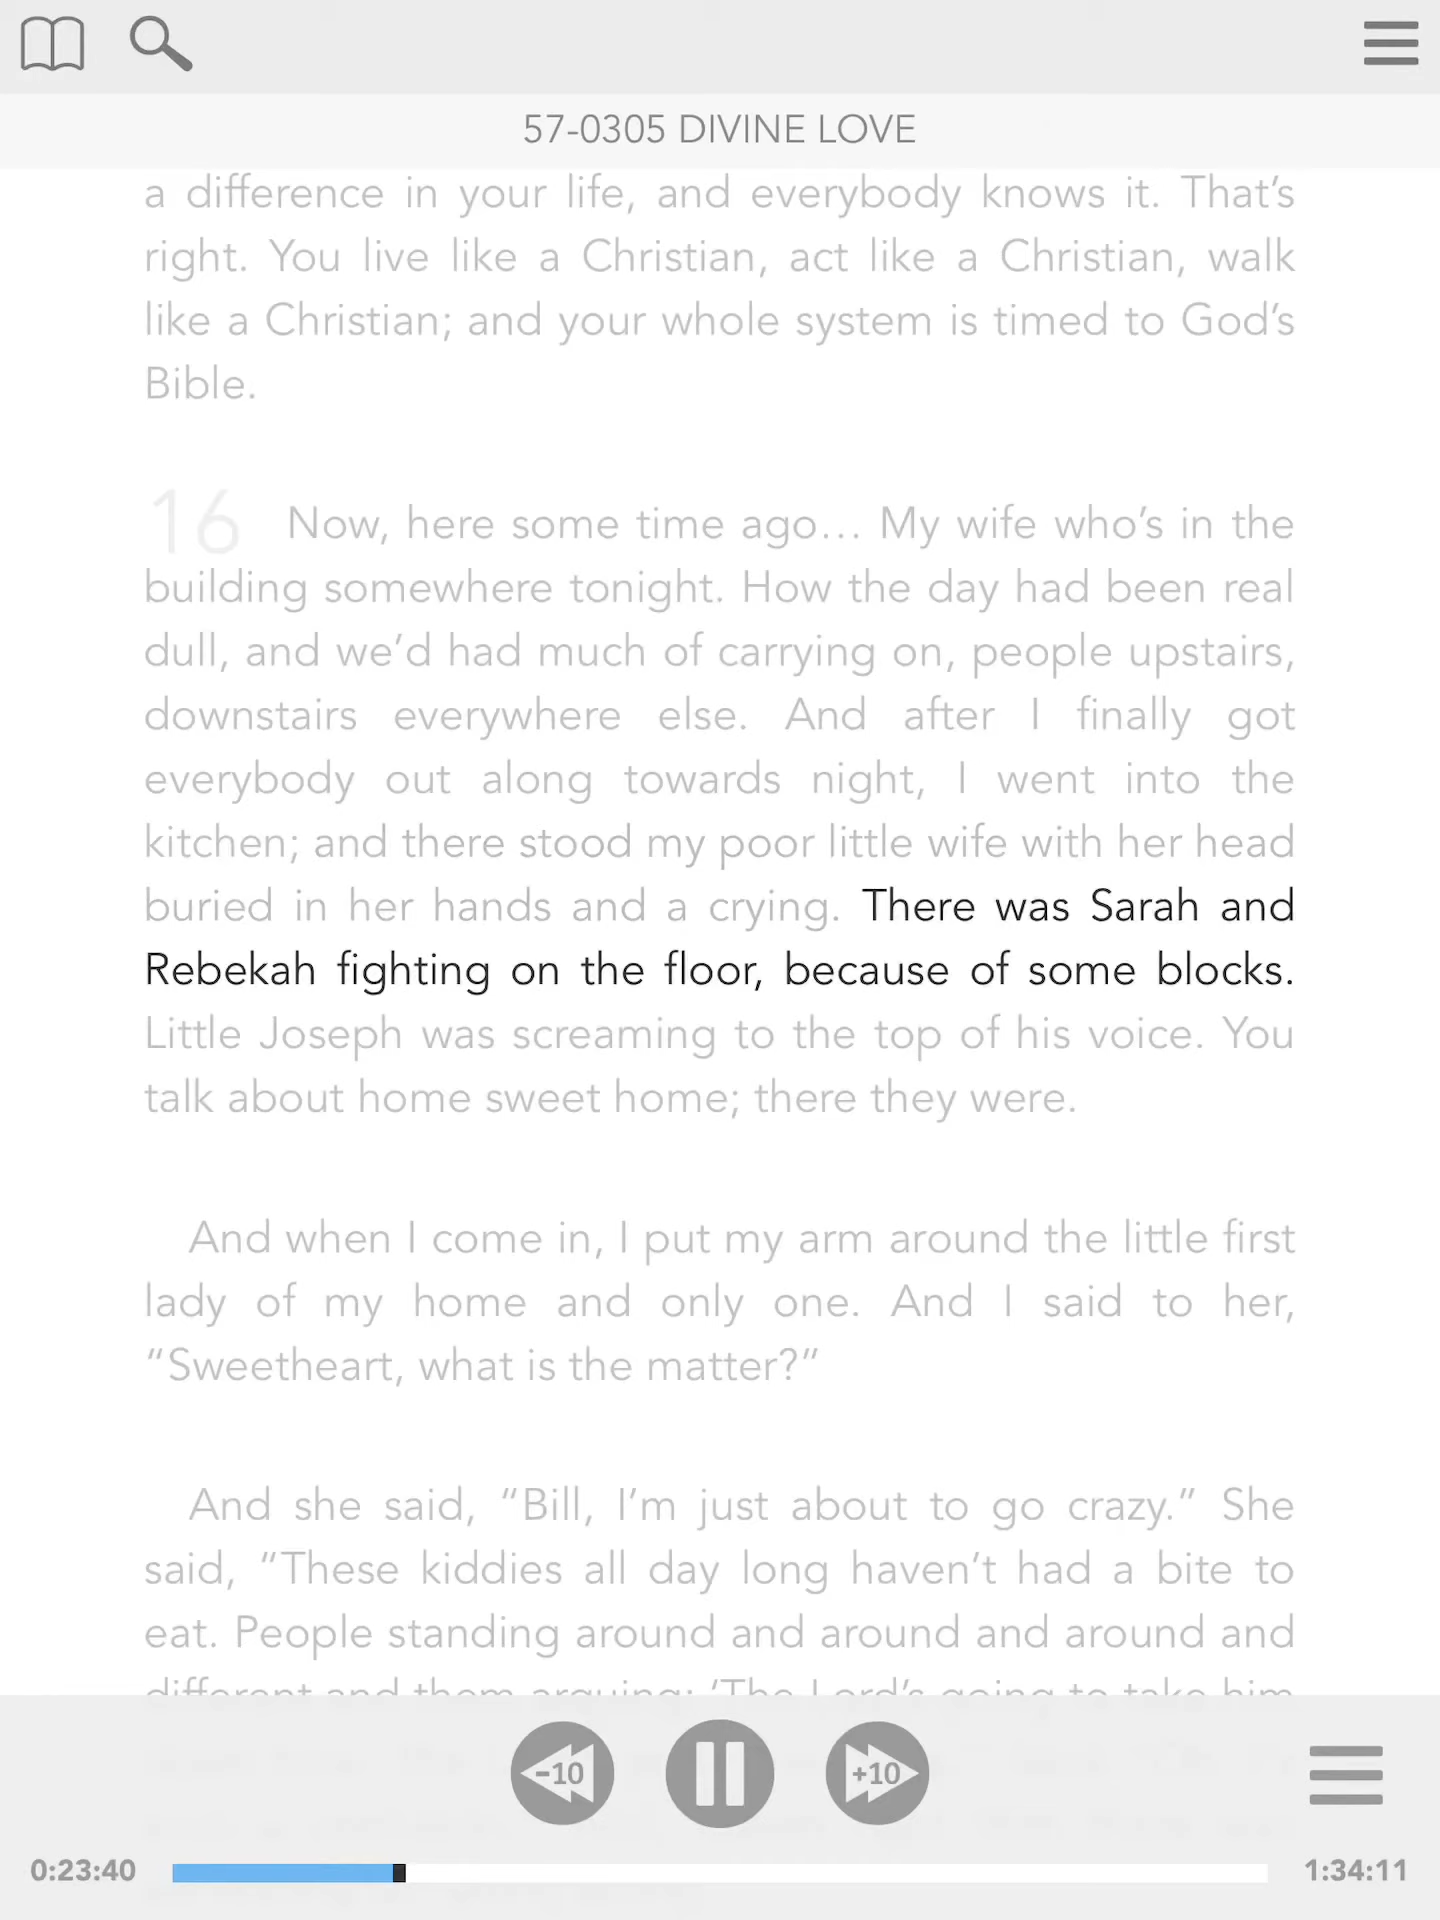 57-0305 DIVINE LOVE
a difference in your life, and everybody knows it. That’s
right. You live like a Christian, act like a Christian, walk
like a Christian; and your whole system is timed to God’s
Bible.
16 Now, here some time ago… My wife who’s in the
building somewhere tonight. How the day had been real
dull, and we’d had much of carrying on, people upstairs,
downstairs everywhere else. And after I finally got
everybody out along towards night, I went into the
kitchen; and there stood my poor little wife with her head
buried in her hands and a crying. There was Sarah and
Rebekah fighting on the floor, because of some blocks.
Little Joseph was screaming to the top of his voice. You
talk about home sweet home; there they were.
And when I come in, I put my arm around the little first
lady of my home and only one. And I said to her,
“Sweetheart, what is the matter?”
And she said, “Bill, I’m just about to go crazy.” She
said, “These kiddies all day long haven’t had a bite to
eat. People standing around and around and around and
different and them arguing: ‘The Lord’s going to take him
-10 +10
0:23:40 1:34:11